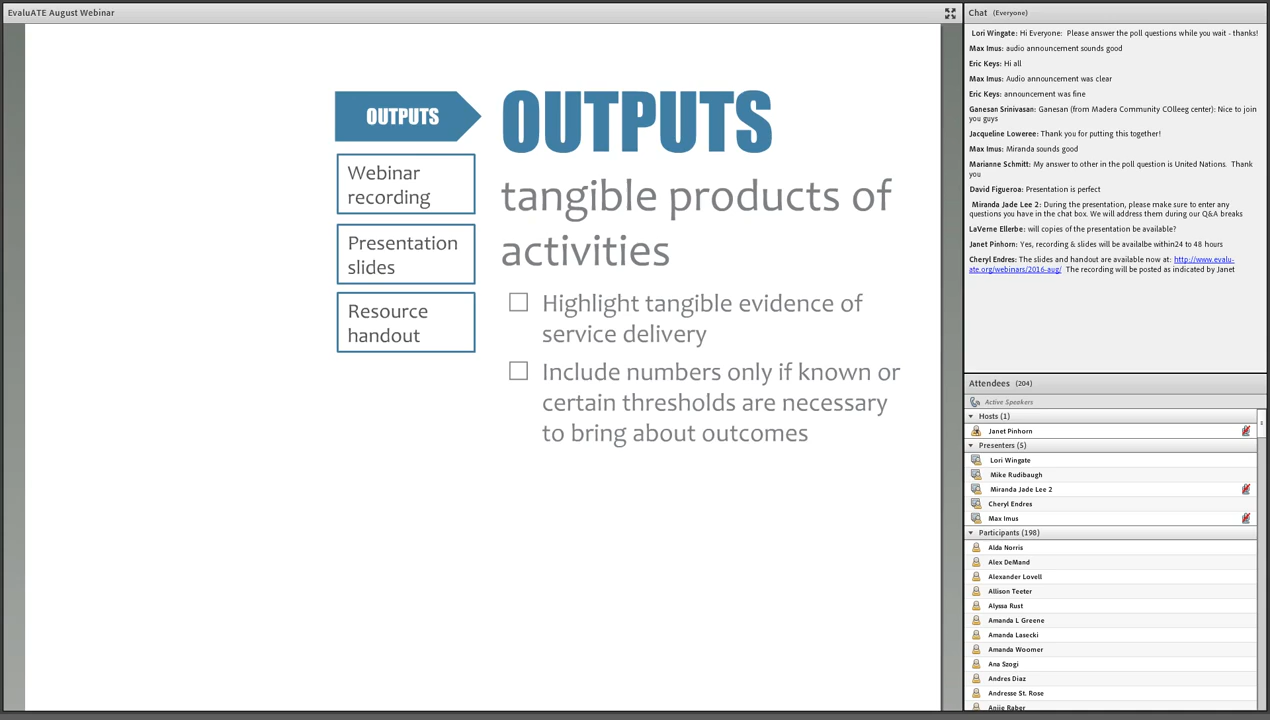 EvaluATE August Webinar
OUTPUTS
Webinar
recording
Presentation
slides
Resource
handout
OUTPUTS
tangible products of
activities
Highlight tangible evidence of
service delivery
Include numbers only if known or
certain thresholds are necessary
to bring about outcomes
Chat (Everyone)
Lori Wingate: Hi Everyone: Please answer the poll questions while you wait - thanks!
Max Imus: audio announcement sounds good
Eric Keys: Hi all
Max Imus: Audio announcement was clear
Eric Keys: announcement was fine
Ganesan Srinivasan: Ganesan (from Madera Community COlleeg center): Nice to join
you guys
Jacqueline Loweree: Thank you for putting this together!
Max Imus: Miranda sounds good
Marianne Schmitt: My answer to other in the poll question is United Nations. Thank
you
David Figueroa: Presentation is perfect
Miranda Jade Lee 2: During the presentation, please make sure to enter any
questions you have in the chat box. We will address them during our Q&A breaks
LaVerne Ellerbe: will copies of the presentation be available?
Janet Pinhorn: Yes, recording & slides will be availalbe within24 to 48 hours
Cheryl Endres: The slides and handout are available now at: http://www.evalu-
ate.org/webinars/2016-aug/ The recording will be posted as indicated by Janet
Attendees (204)
Active Speakers
Hosts (1)
Janet Pinhorn
Presenters (5)
Lori Wingate
Mike Rudibaugh
Miranda Jade Lee 2
Cheryl Endres
Max Imus
Participants (198)
Alda Norris
Alex DeMand
Alexander Lovell
Allison Teeter
Alyssa Rust
Amanda L Greene
Amanda Lasecki
Amanda Woomer
Ana Szogi
Andres Diaz
Andresse St. Rose